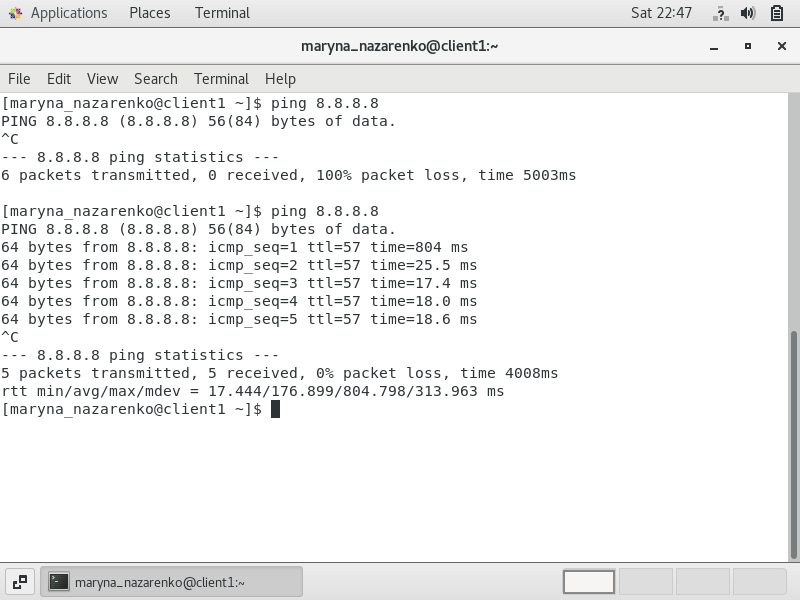 Applications Places Terminal Sat 22:47
maryna_nazarenko@client1:~
File Edit View Search Terminal Help
[maryna_nazarenko@client1 ~]$ ping 8.8.8.8
PING 8.8.8.8 (8.8.8.8) 56(84) bytes of data.
^C
--- 8.8.8.8 ping statistics ---
6 packets transmitted, 0 received, 100% packet loss, time 5003ms
[maryna_nazarenko@client1 ~]$ ping 8.8.8.8
PING 8.8.8.8 (8.8.8.8) 56(84) bytes of data.
64 bytes from 8.8.8.8: icmp_seq=1 ttl=57 time=804 ms
64 bytes from 8.8.8.8: icmp_seq=2 ttl=57 time=25.5 ms
64 bytes from 8.8.8.8: icmp_seq=3 ttl=57 time=17.4 ms
64 bytes from 8.8.8.8: icmp_seq=4 ttl=57 time=18.0 ms
64 bytes from 8.8.8.8: icmp_seq=5 ttl=57 time=18.6 ms
^C
--- 8.8.8.8 ping statistics ---
5 packets transmitted, 5 received, 0% packet loss, time 4008ms
rtt min/avg/max/mdev = 17.444/176.899/804.798/313.963 ms
[maryna_nazarenko@client1 ~]$
maryna_nazarenko@client1:~